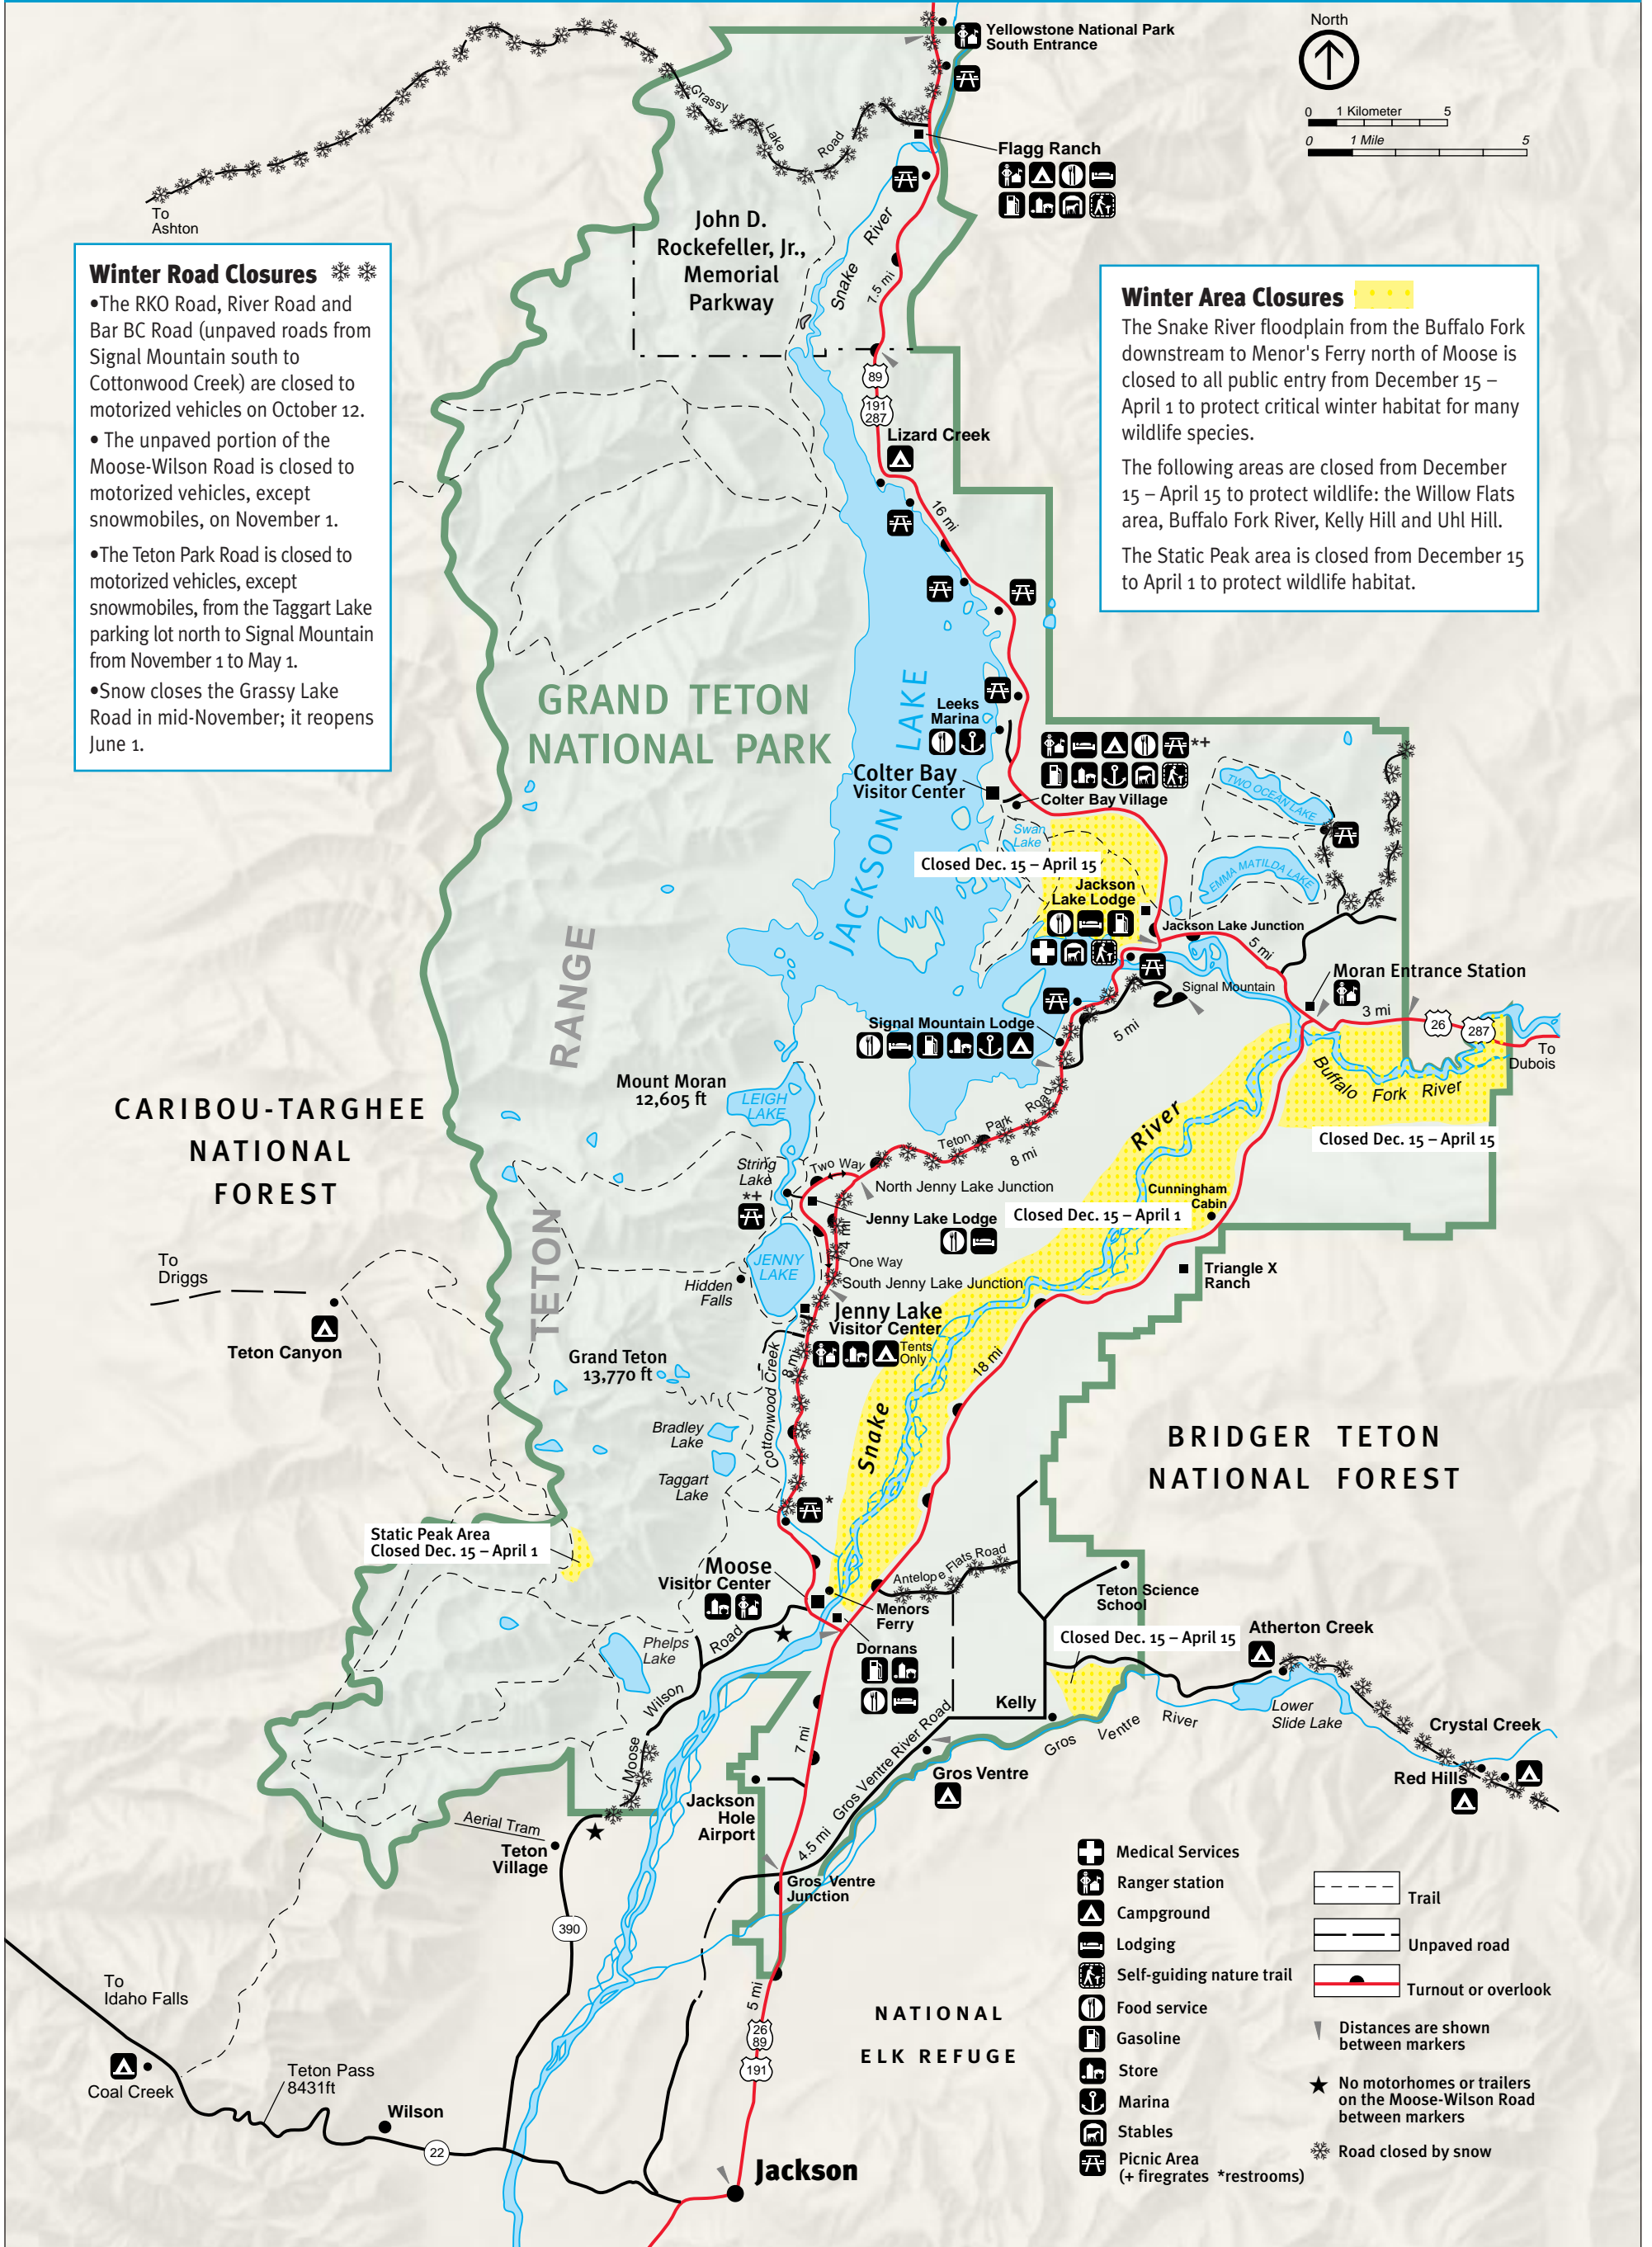 North
0 1 Kilometer 5
0 1 Mile 5
Yellowstone National Park
South Entrance
Grassy
Lake
Road
Flagg Ranch
To
Ashton
John D.
Rockefeller, Jr.,
Memorial
Parkway
Snake
River
7.5 mi
Winter Road Closures
•The RKO Road, River Road and
Bar BC Road (unpaved roads from
Signal Mountain south to
Cottonwood Creek) are closed to
motorized vehicles on October 12.
• The unpaved portion of the
Moose-Wilson Road is closed to
motorized vehicles, except
snowmobiles, on November 1.
•The Teton Park Road is closed to
motorized vehicles, except
snowmobiles, from the Taggart Lake
parking lot north to Signal Mountain
from November 1 to May 1.
•Snow closes the Grassy Lake
Road in mid-November; it reopens
June 1.
Winter Area Closures
The Snake River floodplain from the Buffalo Fork
downstream to Menor's Ferry north of Moose is
closed to all public entry from December 15 –
April 1 to protect critical winter habitat for many
wildlife species.
The following areas are closed from December
15 – April 15 to protect wildlife: the Willow Flats
area, Buffalo Fork River, Kelly Hill and Uhl Hill.
The Static Peak area is closed from December 15
to April 1 to protect wildlife habitat.
89
191
287
Lizard Creek
16 mi
GRAND TETON
NATIONAL PARK
JACKSON LAKE
Leeks
Marina
*+
Colter Bay
Visitor Center
Colter Bay Village
TWO OCEAN LAKE
Swan
Lake
Closed Dec. 15 – April 15
EMMA MATILDA LAKE
Jackson
Lake Lodge
Jackson Lake Junction
5 mi
Moran Entrance Station
Signal Mountain
3 mi
26
287
To
Dubois
Signal Mountain Lodge
5 mi
Buffalo
Fork River
Closed Dec. 15 – April 15
TETON RANGE
Mount Moran
12,605 ft
LEIGH
LAKE
CARIBOU-TARGHEE
NATIONAL
FOREST
Teton Park Road
8 mi
String
Lake
*+
Two Way
North Jenny Lake Junction
River
Cunningham
Cabin
Jenny Lake Lodge
Closed Dec. 15 – April 1
4 mi
One Way
JENNY
LAKE
South Jenny Lake Junction
Triangle X
Ranch
To
Driggs
Hidden
Falls
Jenny Lake
Visitor Center
Tents
Only
Teton Canyon
Grand Teton
13,770 ft
8 mi
Cottonwood Creek
18 mi
Snake
Bradley
Lake
Taggart
Lake
*
BRIDGER TETON
NATIONAL FOREST
Static Peak Area
Closed Dec. 15 – April 1
Moose
Visitor Center
Antelope Flats Road
Teton Science
School
Menors
Ferry
Phelps
Lake
Dornans
Closed Dec. 15 – April 15
Atherton Creek
Moose
Wilson
Road
Kelly
Lower
Slide Lake
Gros Ventre River
Crystal Creek
Red Hills
7 mi
Gros Ventre River Road
Gros Ventre
Jackson
Hole
Airport
4.5 mi
Aerial Tram
Teton
Village
Gros Ventre
Junction
390
To
Idaho Falls
5 mi
26
89
191
NATIONAL
ELK REFUGE
Coal Creek
Teton Pass
8431ft
Wilson
22
Jackson
Medical Services
Ranger station
Campground
Lodging
Self-guiding nature trail
Food service
Gasoline
Store
Marina
Stables
Picnic Area
(+ firegrates *restrooms)
Trail
Unpaved road
Turnout or overlook
Distances are shown
between markers
No motorhomes or trailers
on the Moose-Wilson Road
between markers
Road closed by snow